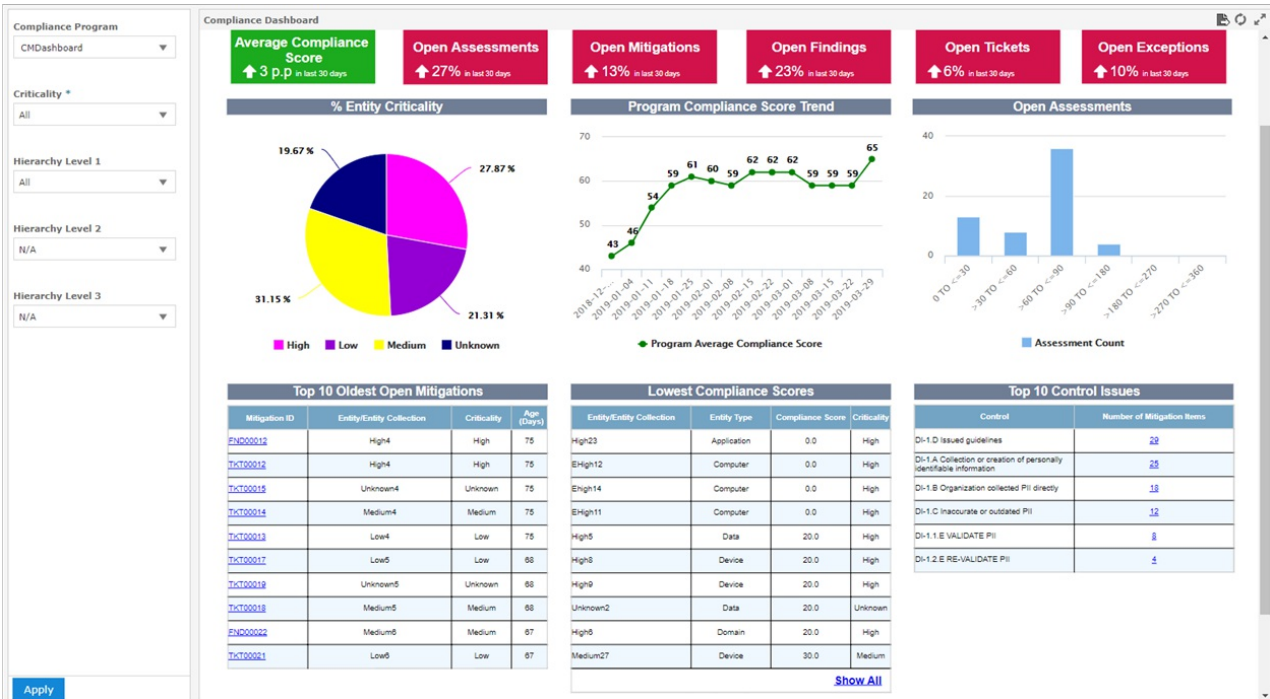 Compliance Program
CMDashboard
Criticality *
All
Hierarchy Level 1
All
Hierarchy Level 2
N/A
Hierarchy Level 3
N/A
Apply
Compliance Dashboard
Average Compliance
Score
3 p.p in last 30 days
Open Assessments
27% in last 30 days
Open Mitigations
13% in last 30 days
Open Findings
23% in last 30 days
Open Tickets
6% in last 30 days
Open Exceptions
10% in last 30 days
% Entity Criticality
19.67 %
27.87 %
31.15 %
21.31 %
High Low Medium Unknown
Program Compliance Score Trend
70
60
50
40
43 46 54 59 61 60 59 62 62 62 59 59 59 65
2018-12-...
2019-01-04
2019-01-11
2019-01-18
2019-01-25
2019-02-01
2019-02-08
2019-02-15
2019-02-22
2019-03-01
2019-03-08
2019-03-15
2019-03-22
2019-03-29
Program Average Compliance Score
Open Assessments
40
20
0
0 TO <=30
>30 TO <=60
>60 TO <=90
>90 TO <=180
>180 TO <=270
>270 TO <=360
Assessment Count
Top 10 Oldest Open Mitigations
Mitigation ID Entity/Entity Collection Criticality Age (Days)
FND00012 High4 High 75
TKT00012 High4 High 75
TKT00015 Unknown4 Unknown 75
TKT00014 Medium4 Medium 75
TKT00013 Low4 Low 75
TKT00017 Low5 Low 68
TKT00019 Unknown5 Unknown 68
TKT00018 Medium5 Medium 68
FND00022 Medium6 Medium 67
TKT00021 Low6 Low 67
Lowest Compliance Scores
Entity/Entity Collection Entity Type Compliance Score Criticality
High23 Application 0.0 High
EHigh12 Computer 0.0 High
Ehigh14 Computer 0.0 High
EHigh11 Computer 0.0 High
High5 Data 20.0 High
High8 Device 20.0 High
High9 Device 20.0 High
Unknown2 Data 20.0 Unknown
High6 Domain 20.0 High
Medium27 Device 30.0 Medium
Show All
Top 10 Control Issues
Control Number of Mitigation Items
DI-1.D Issued guidelines 29
DI-1.A Collection or creation of personally
identifiable information 25
DI-1.B Organization collected PII directly 18
DI-1.C Inaccurate or outdated PII 12
DI-1.1.E VALIDATE PII 8
DI-1.2.E RE-VALIDATE PII 4